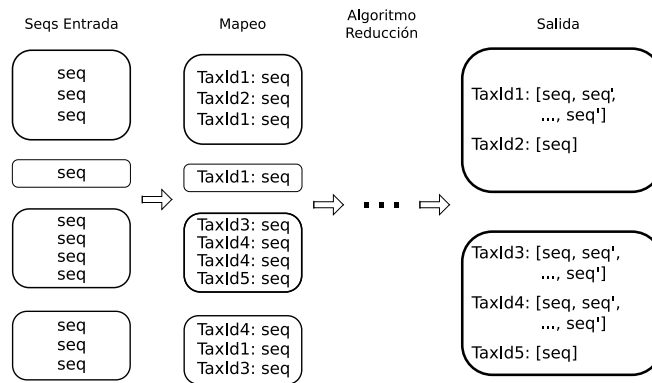 Seqs Entrada
Mapeo
Algoritmo
Reducción
Salida
seq
seq
seq
seq
seq
seq
seq
seq
seq
seq
seq
TaxId1: seq
TaxId2: seq
TaxId1: seq
TaxId1: seq
TaxId3: seq
TaxId4: seq
TaxId4: seq
TaxId5: seq
TaxId4: seq
TaxId1: seq
TaxId3: seq
...
TaxId1: [seq, seq',
..., seq']
TaxId2: [seq]
TaxId3: [seq, seq',
..., seq']
TaxId4: [seq, seq',
..., seq']
TaxId5: [seq]